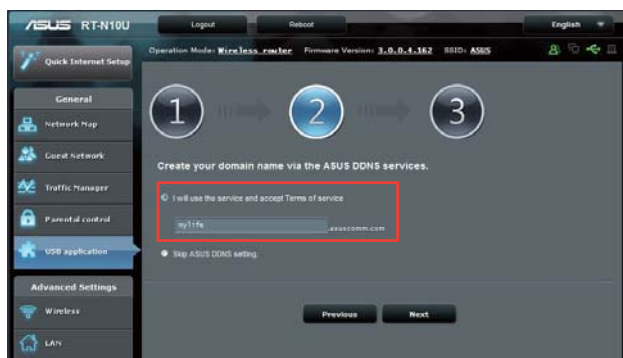 ASUS RT-N10U
Logout
Reboot
English
Quick Internet Setup
Operation Mode: Wireless router Firmware Version: 3.0.0.4.162 SSID: ASUS
General
Network Map
Guest Network
Traffic Manager
Parental control
USB application
Advanced Settings
Wireless
LAN
1
2
3
Create your domain name via the ASUS DDNS services.
I will use the service and accept Terms of service
mylife .asuscomm.com
Skip ASUS DDNS setting.
Previous
Next